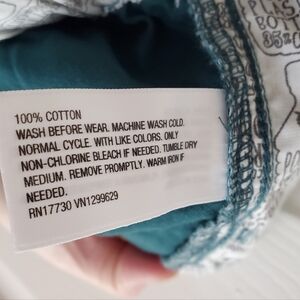 100% COTTON
WASH BEFORE WEAR. MACHINE WASH COLD.
NORMAL CYCLE. WITH LIKE COLORS. ONLY
NON-CHLORINE BLEACH IF NEEDED. TUMBLE DRY
MEDIUM. REMOVE PROMPTLY. WARM IRON IF
NEEDED.
RN17730 VN1299629